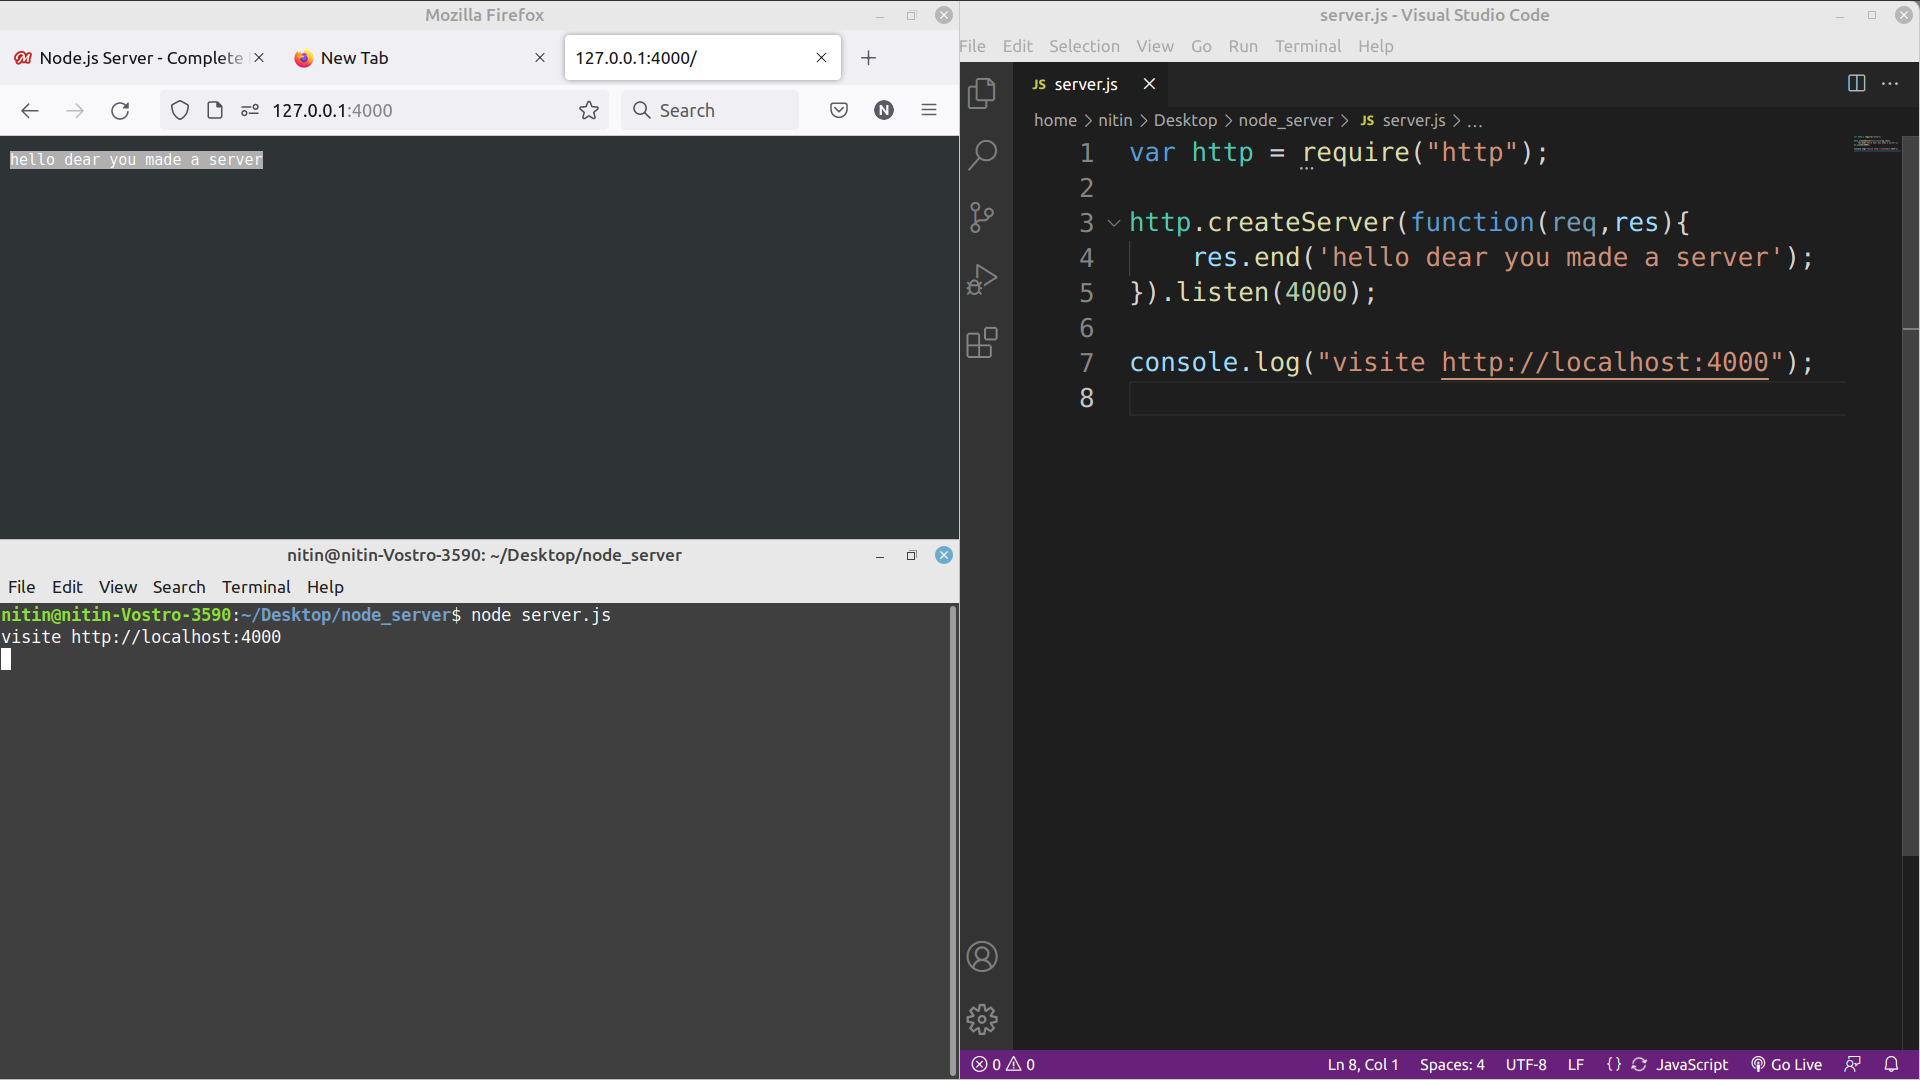 Mozilla Firefox
Node.js Server - Complete
New Tab
127.0.0.1:4000/
127.0.0.1:4000
Search
N
hello dear you made a server
nitin@nitin-Vostro-3590: ~/Desktop/node_server
File Edit View Search Terminal Help
nitin@nitin-Vostro-3590:~/Desktop/node_server$ node server.js
visite http://localhost:4000
server.js - Visual Studio Code
File Edit Selection View Go Run Terminal Help
JS server.js
home > nitin > Desktop > node_server > JS server.js > ...
1 var http = require("http");
2
3 http.createServer(function(req,res){
4 res.end('hello dear you made a server');
5 }).listen(4000);
6
7 console.log("visite http://localhost:4000");
8
0 0 Ln 8, Col 1 Spaces: 4 UTF-8 LF {} JavaScript Go Live